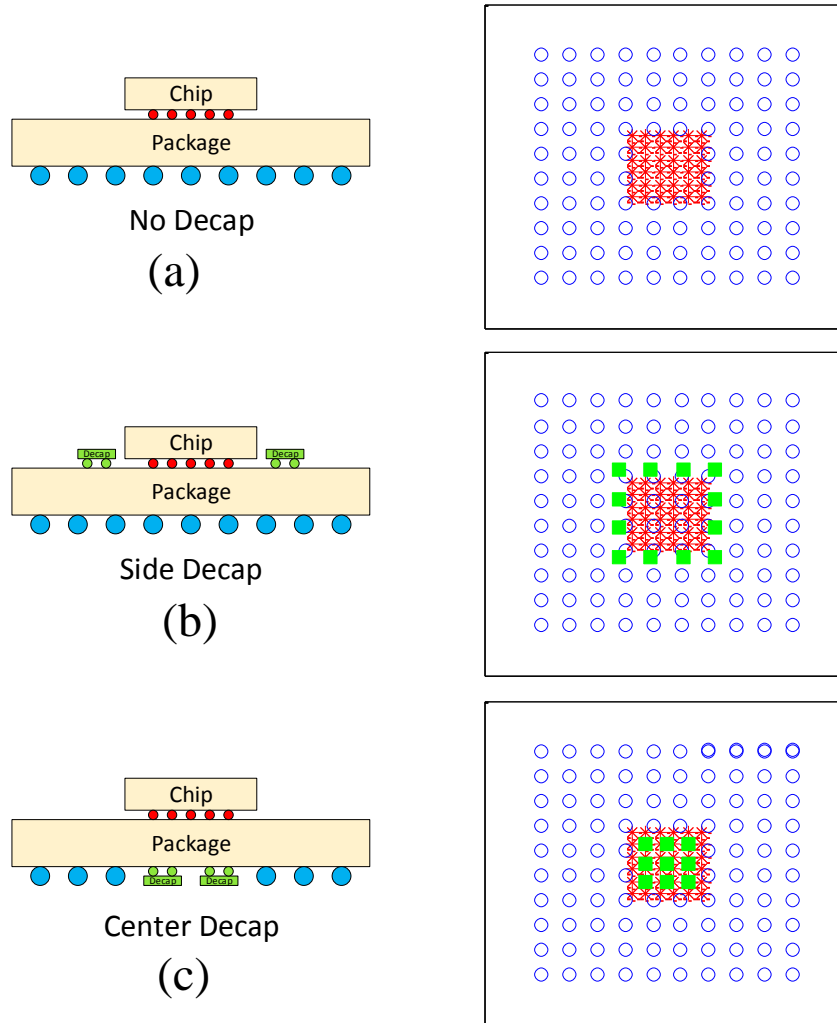 Chip
Package
No Decap
(a)
Decap
Chip
Decap
Package
Side Decap
(b)
Chip
Package
Decap
Decap
Center Decap
(c)